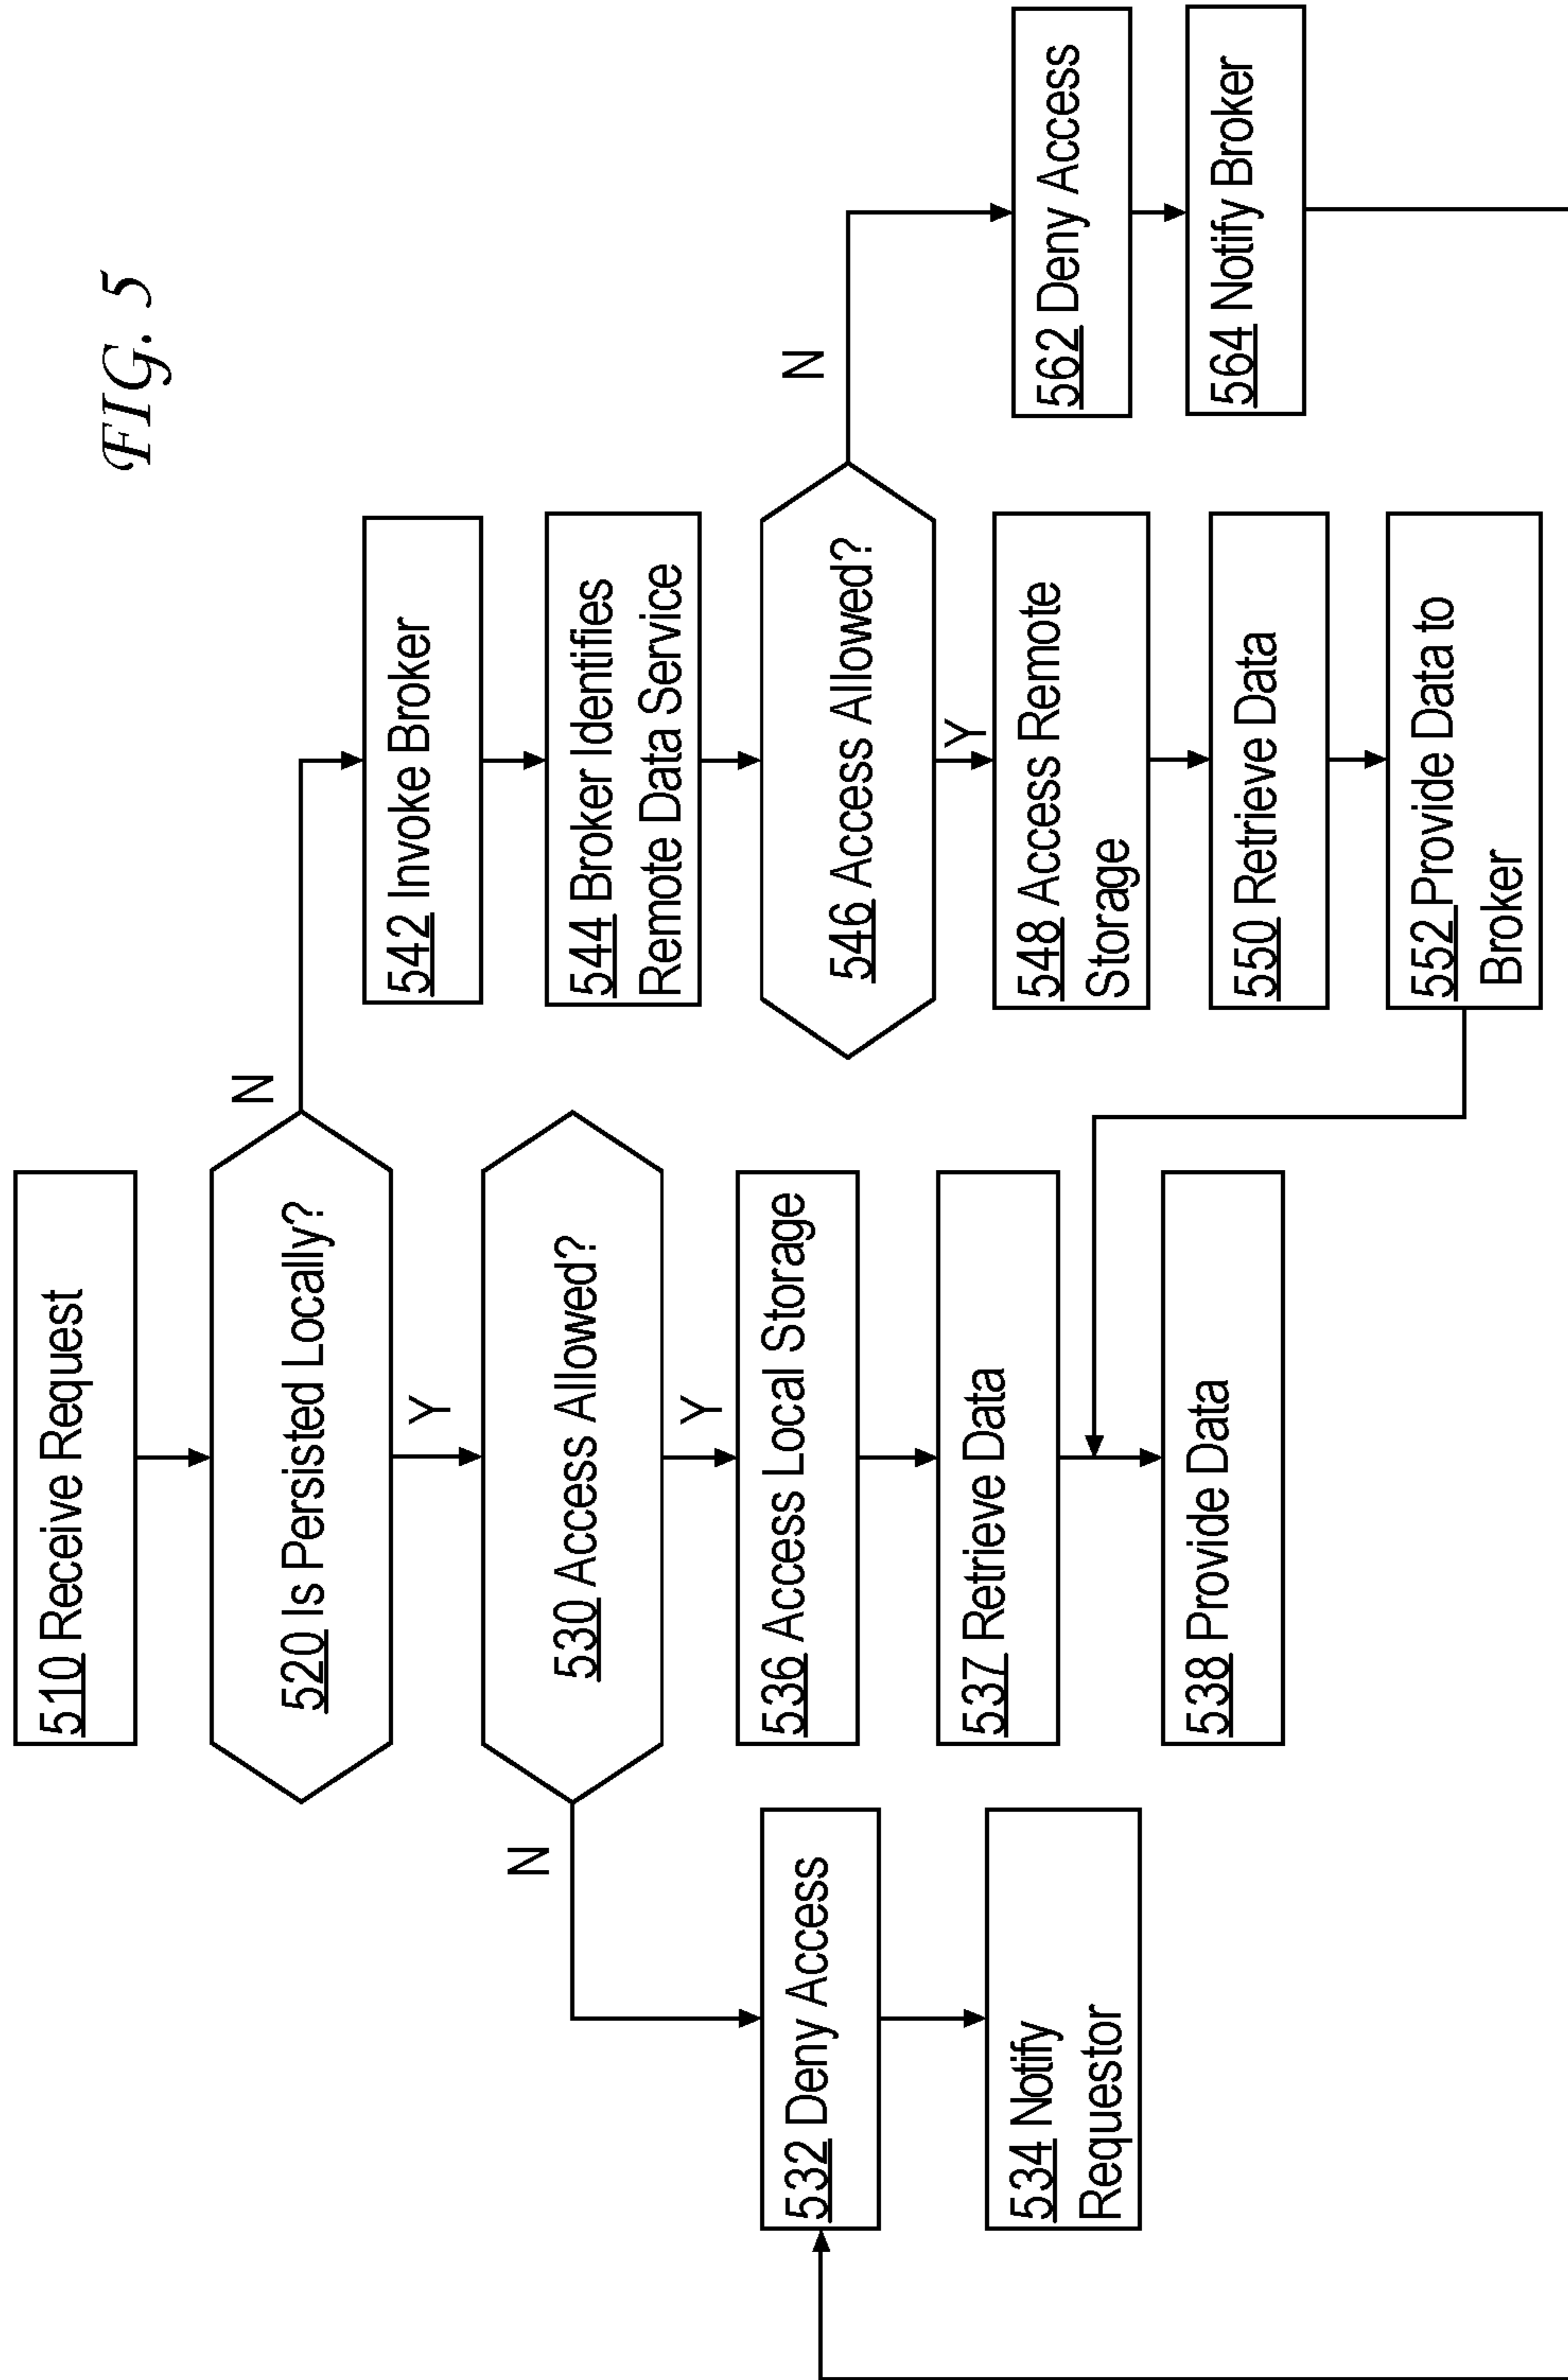 FIG. 5
510 Receive Request
520 Is Persisted Locally?
N
Y
530 Access Allowed?
N
Y
532 Deny Access
534 Notify
Requestor
536 Access Local Storage
537 Retrieve Data
538 Provide Data
542 Invoke Broker
544 Broker Identifies
Remote Data Service
546 Access Allowed?
N
Y
548 Access Remote
Storage
550 Retrieve Data
552 Provide Data to
Broker
562 Deny Access
564 Notify Broker